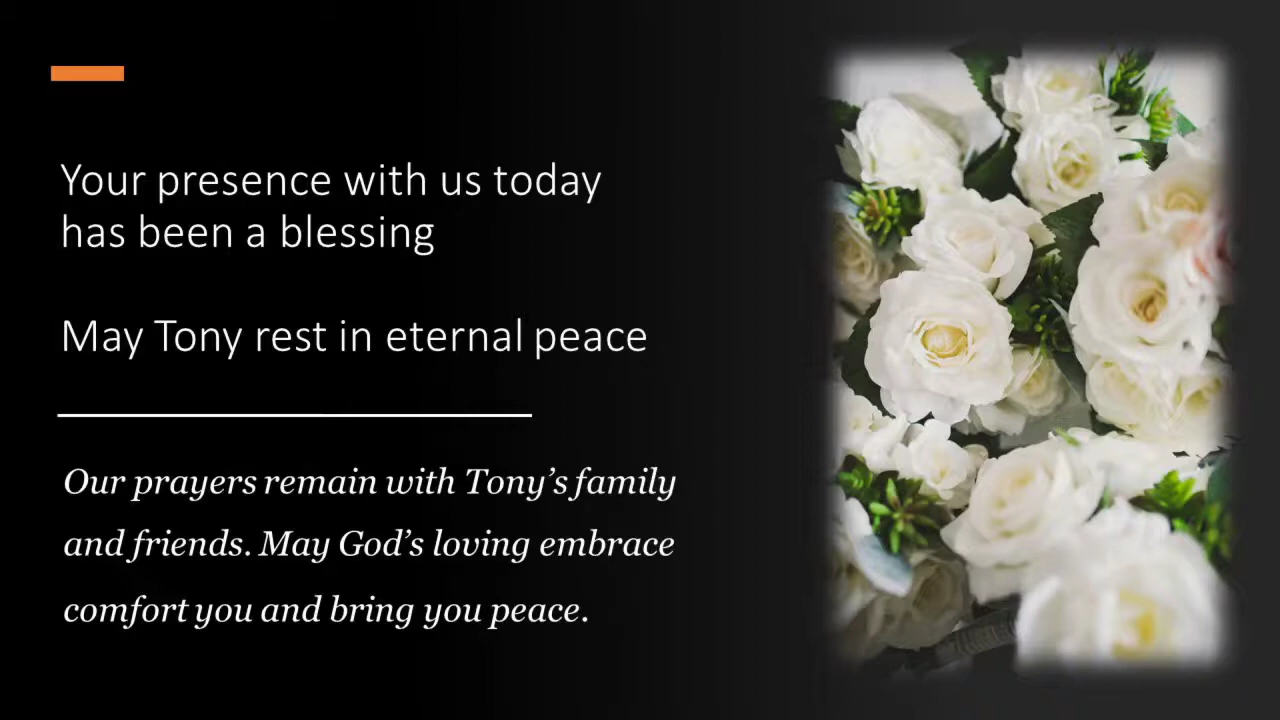 Your presence with us today
has been a blessing
May Tony rest in eternal peace
Our prayers remain with Tony’s family
and friends. May God’s loving embrace
comfort you and bring you peace.